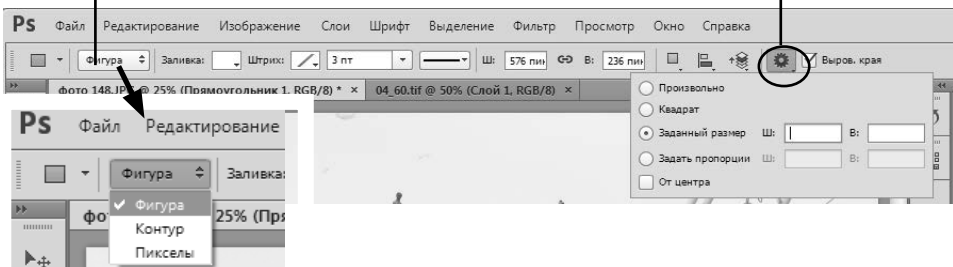 Ps Файл Редактирование Изображение Слои Шрифт Выделение Фильтр Просмотр Окно Справка
Фигура Заливка: Штрих: 3 пт Ш: 576 пик В: 236 пик Выров. края
фото 148.JPG @ 25% (Прямоугольник 1, RGB/8) * × 04_60.tif @ 50% (Слой 1, RGB/8) ×
Произвольно
Квадрат
Заданный размер Ш: В:
Задать пропорции Ш: В:
От центра
Ps Файл Редактирование
Фигура Заливка:
фо 25% (Пря
Фигура
Контур
Пикселы